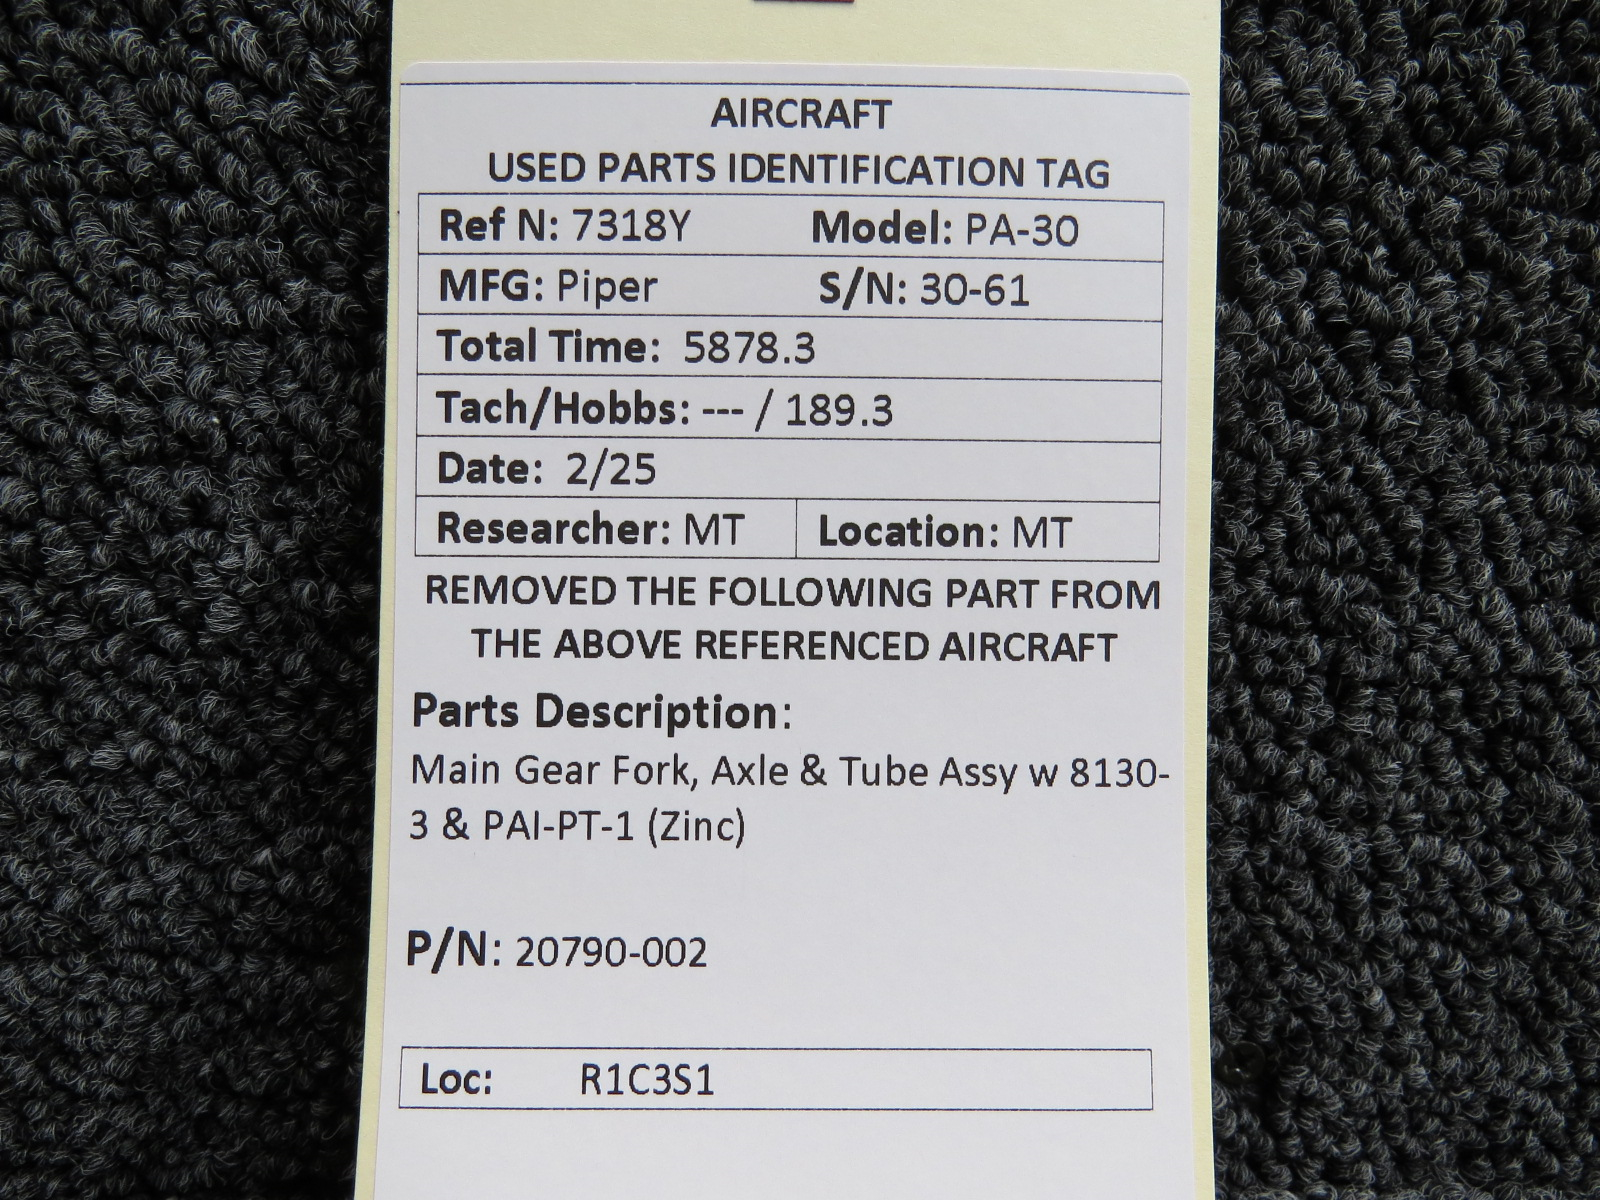 AIRCRAFT
USED PARTS IDENTIFICATION TAG
Ref N: 7318Y Model: PA-30
MFG: Piper S/N: 30-61
Total Time: 5878.3
Tach/Hobbs: --- / 189.3
Date: 2/25
Researcher: MT Location: MT
REMOVED THE FOLLOWING PART FROM
THE ABOVE REFERENCED AIRCRAFT
Parts Description:
Main Gear Fork, Axle & Tube Assy w 8130-
3 & PAI-PT-1 (Zinc)
P/N: 20790-002
Loc: R1C3S1